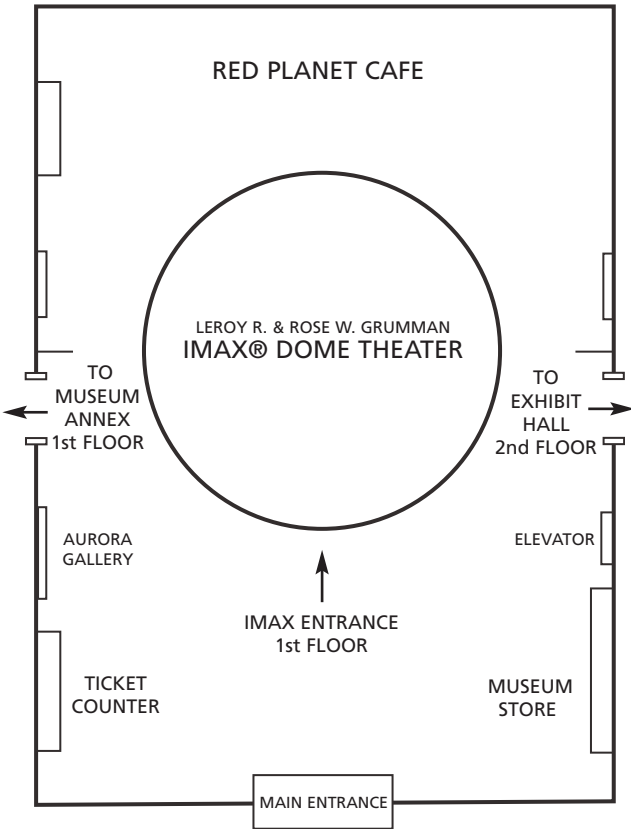 RED PLANET CAFE
LEROY R. & ROSE W. GRUMMAN
IMAX® DOME THEATER
TO
MUSEUM
ANNEX
1st FLOOR
TO
EXHIBIT
HALL
2nd FLOOR
AURORA
GALLERY
ELEVATOR
IMAX ENTRANCE
1st FLOOR
TICKET
COUNTER
MUSEUM
STORE
MAIN ENTRANCE